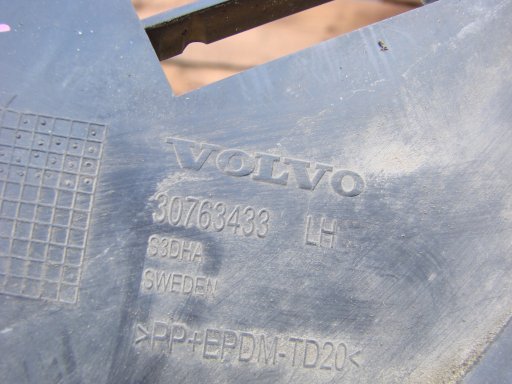 VOLVO
30763433 LH
S3DHA
SWEDEN
>PP+EPDM-TD20<